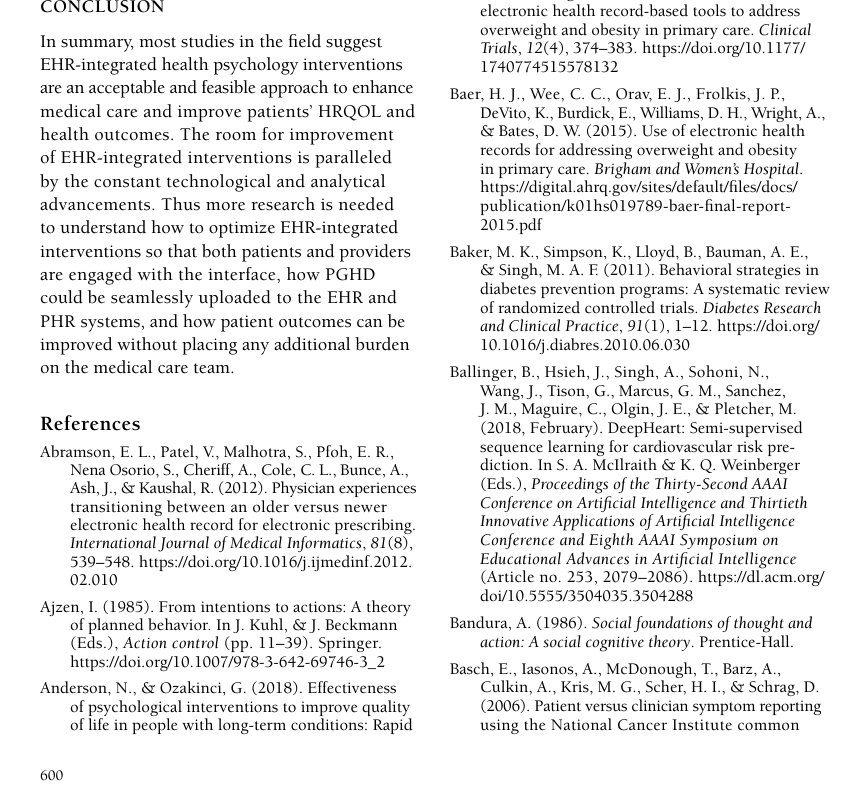 CONCLUSION
In summary, most studies in the field suggest
EHR-integrated health psychology interventions
are an acceptable and feasible approach to enhance
medical care and improve patients' HRQOL and
health outcomes. The room for improvement
of EHR-integrated interventions is paralleled
by the constant technological and analytical
advancements. Thus more research is needed
to understand how to optimize EHR-integrated
interventions so that both patients and providers
are engaged with the interface, how PGHD
could be seamlessly uploaded to the EHR and
PHR systems, and how patient outcomes can be
improved without placing any additional burden
on the medical care team.
References
Abramson, E. L., Patel, V., Malhotra, S., Pfoh, E. R.,
Nena Osorio, S., Cheriff, A., Cole, C. L., Bunce, A.,
Ash, J., & Kaushal, R. (2012). Physician experiences
transitioning between an older versus newer
electronic health record for electronic prescribing.
International Journal of Medical Informatics, 81(8),
539–548. https://doi.org/10.1016/j.ijmedinf.2012.
02.010
Ajzen, I. (1985). From intentions to actions: A theory
of planned behavior. In J. Kuhl, & J. Beckmann
(Eds.), Action control (pp. 11–39). Springer.
https://doi.org/10.1007/978-3-642-69746-3_2
Anderson, N., & Ozakinci, G. (2018). Effectiveness
of psychological interventions to improve quality
of life in people with long-term conditions: Rapid
electronic health record-based tools to address
overweight and obesity in primary care. Clinical
Trials, 12(4), 374–383. https://doi.org/10.1177/
1740774515578132
Baer, H. J., Wee, C. C., Orav, E. J., Frolkis, J. P.,
DeVito, K., Burdick, E., Williams, D. H., Wright, A.,
& Bates, D. W. (2015). Use of electronic health
records for addressing overweight and obesity
in primary care. Brigham and Women's Hospital.
https://digital.ahrq.gov/sites/default/files/docs/
publication/k01hs019789-baer-final-report-
2015.pdf
Baker, M. K., Simpson, K., Lloyd, B., Bauman, A. E.,
& Singh, M. A. F. (2011). Behavioral strategies in
diabetes prevention programs: A systematic review
of randomized controlled trials. Diabetes Research
and Clinical Practice, 91(1), 1–12. https://doi.org/
10.1016/j.diabres.2010.06.030
Ballinger, B., Hsieh, J., Singh, A., Sohoni, N.,
Wang, J., Tison, G., Marcus, G. M., Sanchez,
J. M., Maguire, C., Olgin, J. E., & Pletcher, M.
(2018, February). DeepHeart: Semi-supervised
sequence learning for cardiovascular risk pre-
diction. In S. A. McIlraith & K. Q. Weinberger
(Eds.), Proceedings of the Thirty-Second AAAI
Conference on Artificial Intelligence and Thirtieth
Innovative Applications of Artificial Intelligence
Conference and Eighth AAAI Symposium on
Educational Advances in Artificial Intelligence
(Article no. 253, 2079–2086). https://dl.acm.org/
doi/10.5555/3504035.3504288
Bandura, A. (1986). Social foundations of thought and
action: A social cognitive theory. Prentice-Hall.
Basch, E., Iasonos, A., McDonough, T., Barz, A.,
Culkin, A., Kris, M. G., Scher, H. I., & Schrag, D.
(2006). Patient versus clinician symptom reporting
using the National Cancer Institute common
600